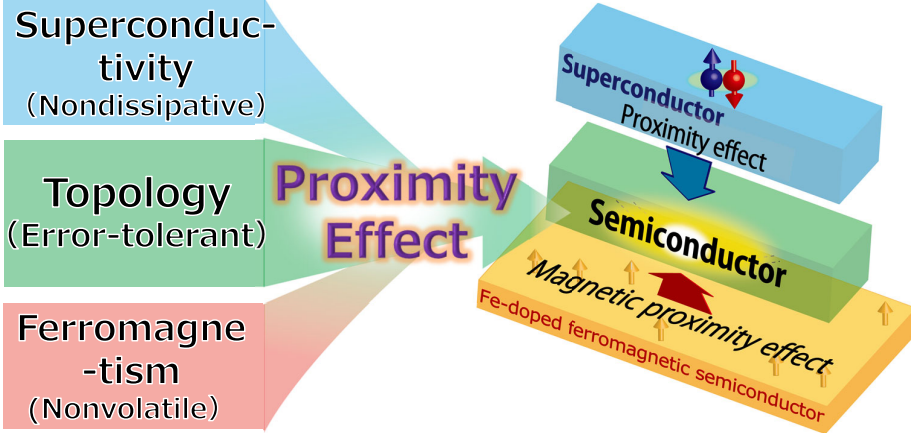 Superconduc-
tivity
(Nondissipative)
Topology
(Error-tolerant)
Ferromagne
-tism
(Nonvolatile)
Proximity
Effect
Superconductor
Proximity effect
Semiconductor
Magnetic proximity effect
Fe-doped ferromagnetic semiconductor